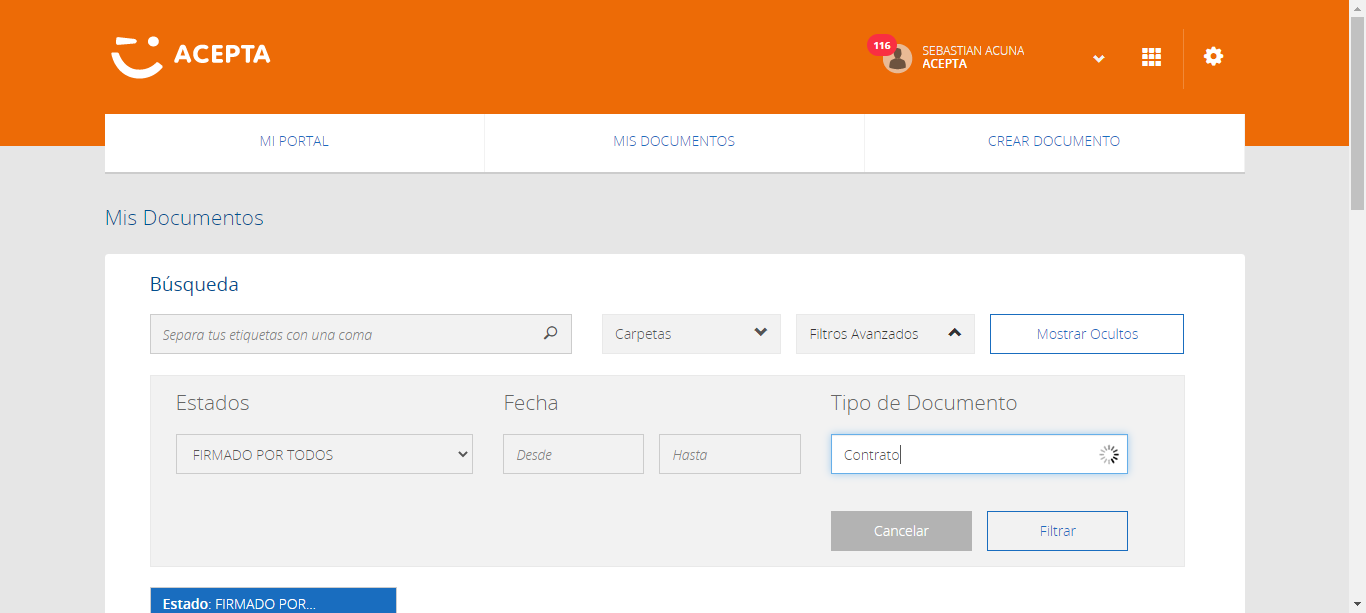 ACEPTA
116
SEBASTIAN ACUNA
ACEPTA
MI PORTAL
MIS DOCUMENTOS
CREAR DOCUMENTO
Mis Documentos
Búsqueda
Separa tus etiquetas con una coma
Carpetas
Filtros Avanzados
Mostrar Ocultos
Estados
Fecha
Tipo de Documento
FIRMADO POR TODOS
Desde
Hasta
Contrato
Cancelar
Filtrar
Estado: FIRMADO POR...